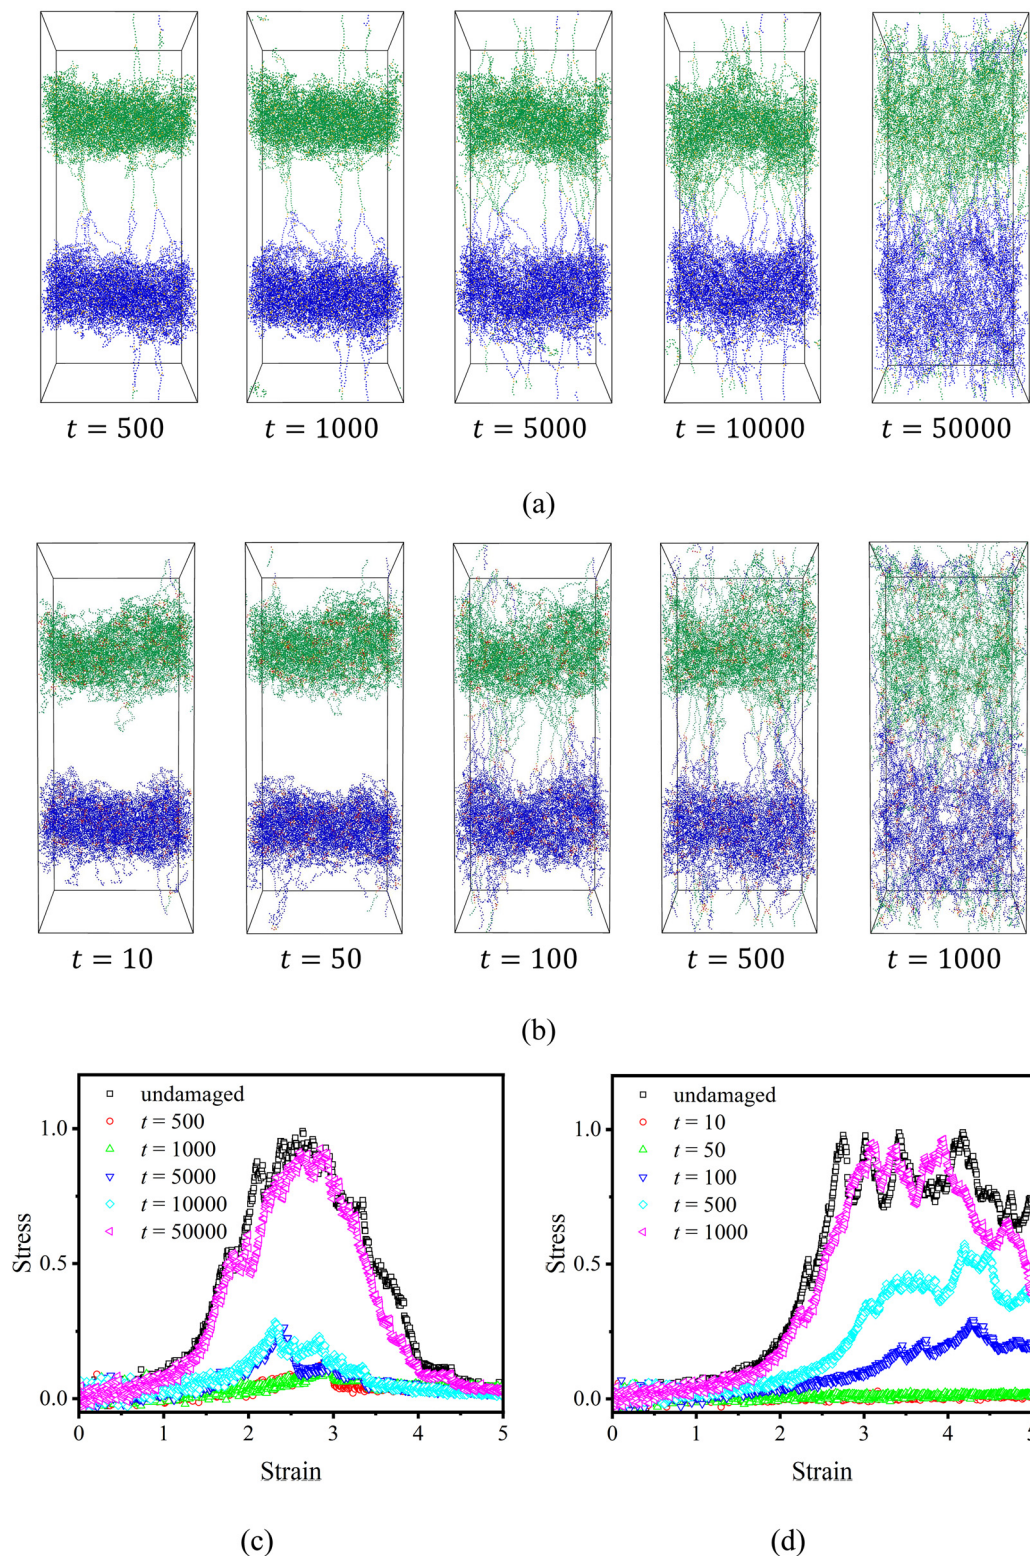 t = 500
t = 1000
t = 5000
t = 10000
t = 50000
(a)
t = 10
t = 50
t = 100
t = 500
t = 1000
(b)
undamaged
t = 500
t = 1000
t = 5000
t = 10000
t = 50000
1.0
0.5
0.0
Stress
0 1 2 3 4 5
Strain
(c)
undamaged
t = 10
t = 50
t = 100
t = 500
t = 1000
1.0
0.5
0.0
Stress
0 1 2 3 4 5
Strain
(d)